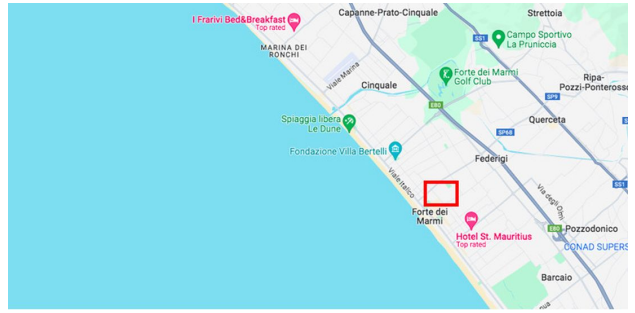 Capanne-Prato-Cinquale
Strettoia
I Frarivi Bed&Breakfast
Top rated
SS1
Campo Sportivo
La Pruniccia
MARINA DEI
RONCHI
Viale Marina
Cinquale
Forte dei Marmi
Golf Club
Ripa-
Pozzi-Ponterosso
SP9
E80
Spiaggia libera
Le Dune
Querceta
SP68
Fondazione Villa Bertelli
Federigi
Viale Italico
SS1
Via degli Olmi
Forte dei
Marmi
E80
Pozzodonico
Hotel St. Mauritius
Top rated
CONAD SUPERS
Barcaio